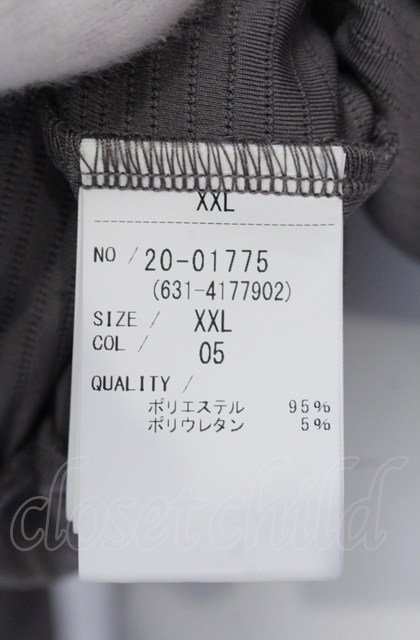 XXL
NO / 20-01775
(631-4177902)
SIZE / XXL
COL / 05
QUALITY /
ポリエステル 95%
ポリウレタン 5%
closetchild